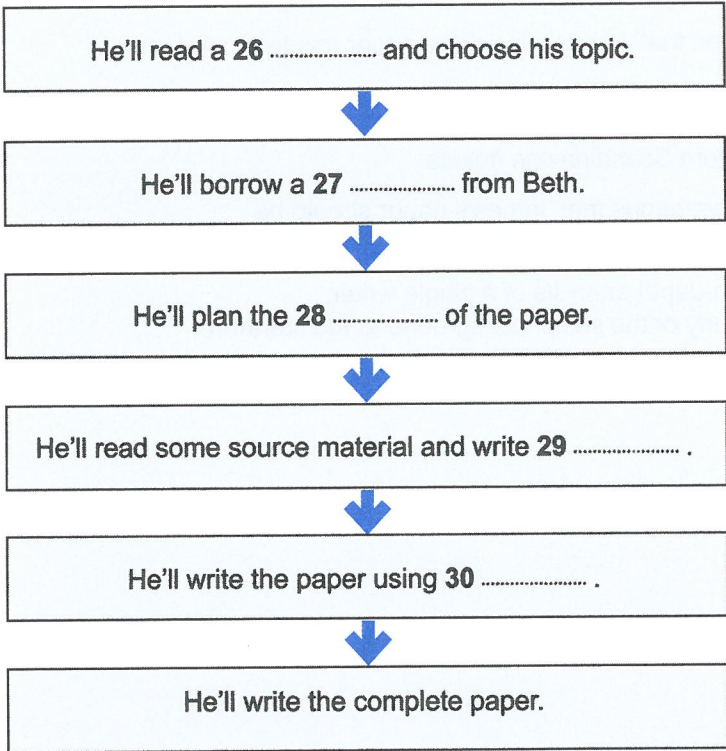 He'll read a 26 .................... and choose his topic.
He'll borrow a 27 .................... from Beth.
He'll plan the 28 .................... of the paper.
He'll read some source material and write 29 .................... .
He'll write the paper using 30 .................... .
He'll write the complete paper.